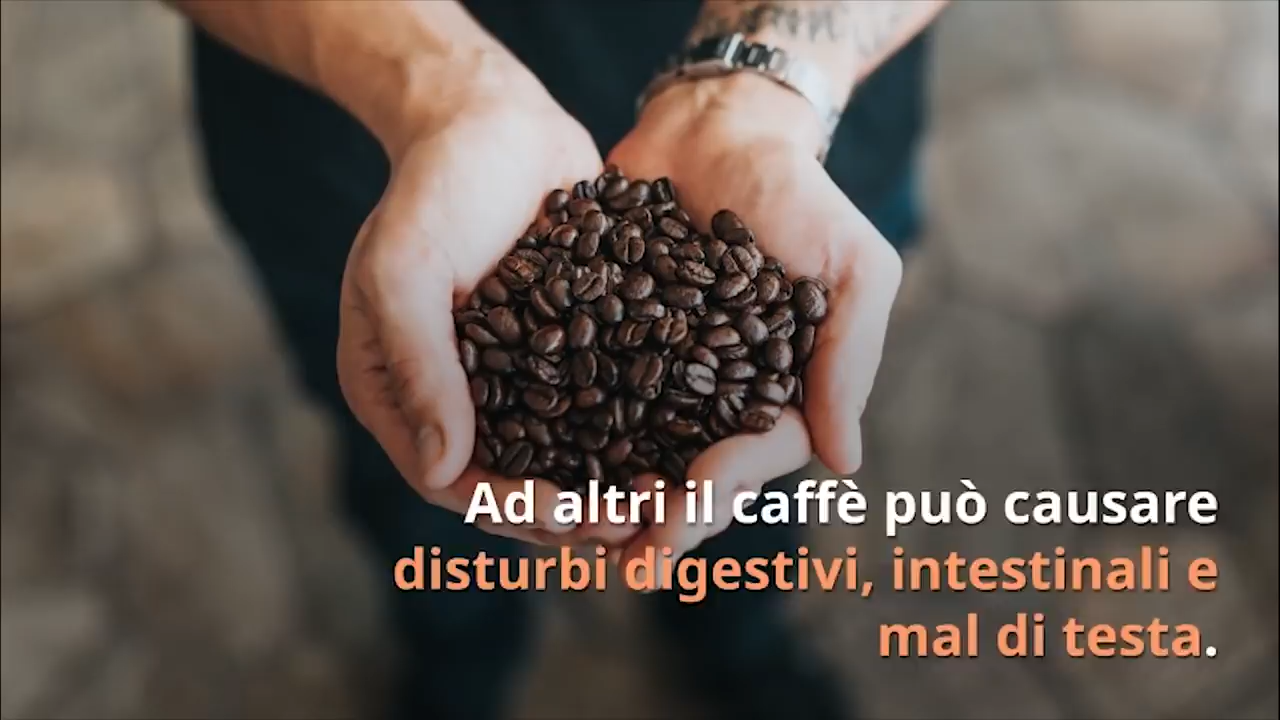 Ad altri il caffè può causare
disturbi digestivi, intestinali e
mal di testa.